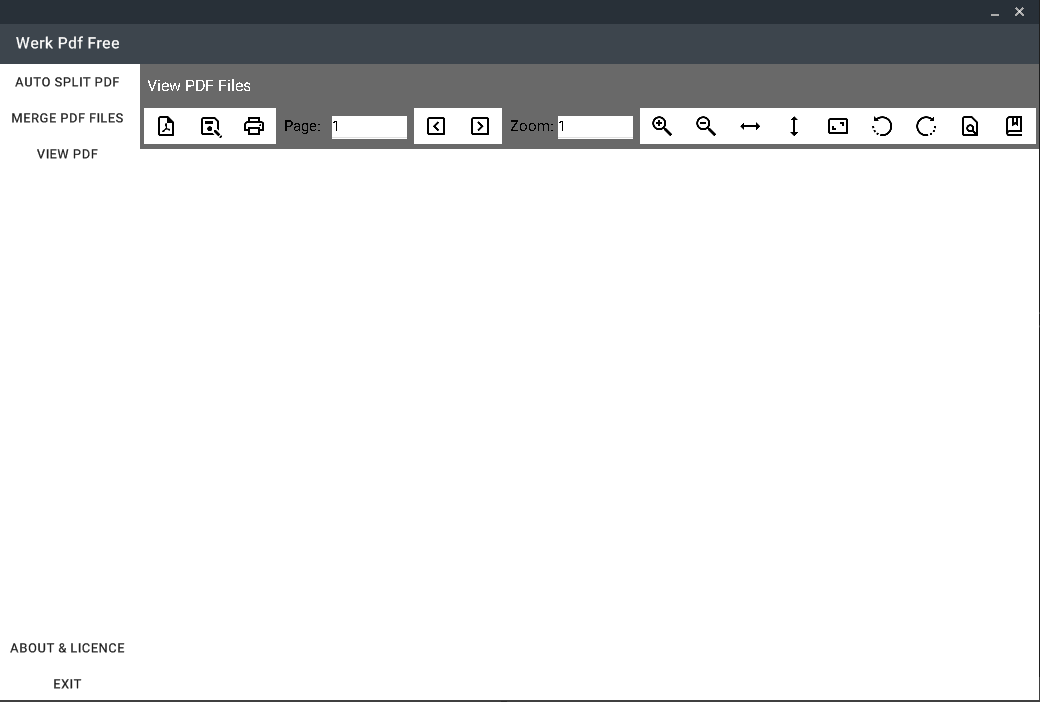 Werk Pdf Free
AUTO SPLIT PDF
MERGE PDF FILES
VIEW PDF
View PDF Files
Page: 1
Zoom: 1
ABOUT & LICENCE
EXIT